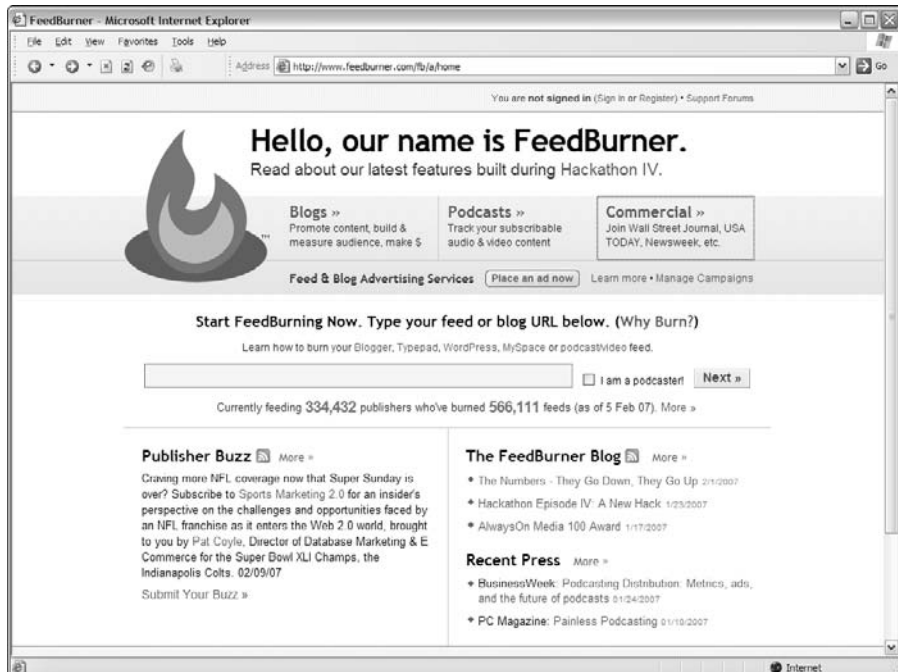 FeedBurner - Microsoft Internet Explorer
File Edit View Favorites Tools Help
Address http://www.feedburner.com/fb/a/home Go
You are not signed in (Sign in or Register) • Support Forums
Hello, our name is FeedBurner.
Read about our latest features built during Hackathon IV.
Blogs »
Promote content, build &
measure audience, make $
Podcasts »
Track your subscribable
audio & video content
Commercial »
Join Wall Street Journal, USA
TODAY, Newsweek, etc.
™
Feed & Blog Advertising Services Place an ad now Learn more • Manage Campaigns
Start FeedBurning Now. Type your feed or blog URL below. (Why Burn?)
Learn how to burn your Blogger, Typepad, WordPress, MySpace or podcast/video feed.
I am a podcaster! Next »
Currently feeding 334,432 publishers who've burned 566,111 feeds (as of 5 Feb 07). More »
Publisher Buzz More »
Craving more NFL coverage now that Super Sunday is
over? Subscribe to Sports Marketing 2.0 for an insider's
perspective on the challenges and opportunities faced by
an NFL franchise as it enters the Web 2.0 world, brought
to you by Pat Coyle, Director of Database Marketing & E
Commerce for the Super Bowl XLI Champs, the
Indianapolis Colts. 02/09/07
Submit Your Buzz »
The FeedBurner Blog More »
The Numbers - They Go Down, They Go Up 2/1/2007
Hackathon Episode IV: A New Hack 1/23/2007
AlwaysOn Media 100 Award 1/17/2007
Recent Press More »
BusinessWeek: Podcasting Distribution: Metrics, ads,
and the future of podcasts 01/24/2007
PC Magazine: Painless Podcasting 01/10/2007
Internet